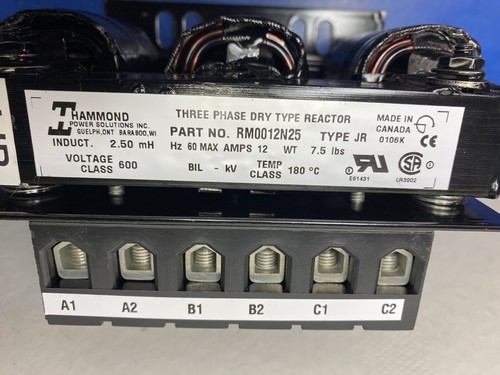 HAMMOND
POWER SOLUTIONS INC.
GUELPH, ONT BARABOO, WI
THREE PHASE DRY TYPE REACTOR
MADE IN
CANADA
PART NO. RM0012N25 TYPE JR 0106K CE
INDUCT. 2.50 mH Hz 60 MAX AMPS 12 WT 7.5 lbs
VOLTAGE
CLASS 600 BIL - kV TEMP
CLASS 180 °C
E61431
LR3902
A1 A2 B1 B2 C1 C2